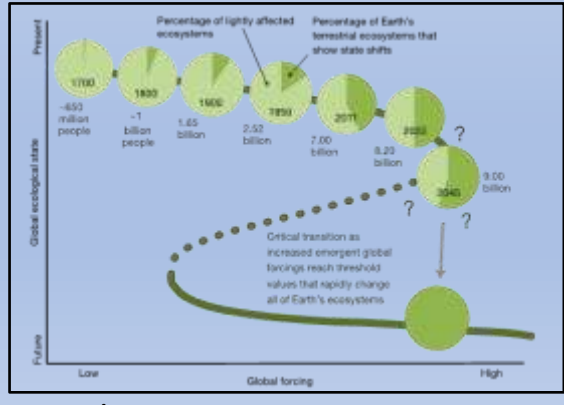 Percentage of lightly affected
ecosystems
Percentage of Earth's
terrestrial ecosystems that
show state shifts
Present
Global ecological state
Future
1700
~650
million
people
1800
~1
billion
people
1900
1.65
billion
1950
2.52
billion
2011
7.00
billion
8.20
billion
?
2045
9.00
billion
?
?
Critical transition as
increased emergent global
forcings reach threshold
values that rapidly change
all of Earth's ecosystems
Low
Global forcing
High